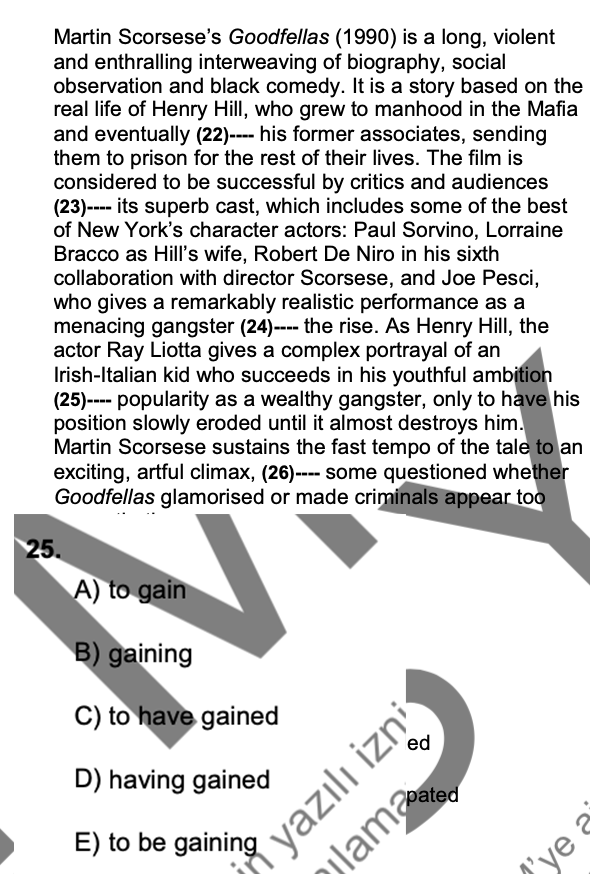 Martin Scorsese's Goodfellas (1990) is a long, violent
and enthralling interweaving of biography, social
observation and black comedy. It is a story based on the
real life of Henry Hill, who grew to manhood in the Mafia
and eventually (22)---- his former associates, sending
them to prison for the rest of their lives. The film is
considered to be successful by critics and audiences
(23)---- its superb cast, which includes some of the best
of New York's character actors: Paul Sorvino, Lorraine
Bracco as Hill's wife, Robert De Niro in his sixth
collaboration with director Scorsese, and Joe Pesci,
who gives a remarkably realistic performance as a
menacing gangster (24)---- the rise. As Henry Hill, the
actor Ray Liotta gives a complex portrayal of an
Irish-Italian kid who succeeds in his youthful ambition
(25)---- popularity as a wealthy gangster, only to have his
position slowly eroded until it almost destroys him.
Martin Scorsese sustains the fast tempo of the tale to an
exciting, artful climax, (26)---- some questioned whether
Goodfellas glamorised or made criminals appear too
25.
A) to gain
B) gaining
C) to have gained
ed
D) having gained
pated
E) to be gaining
yazılı izni